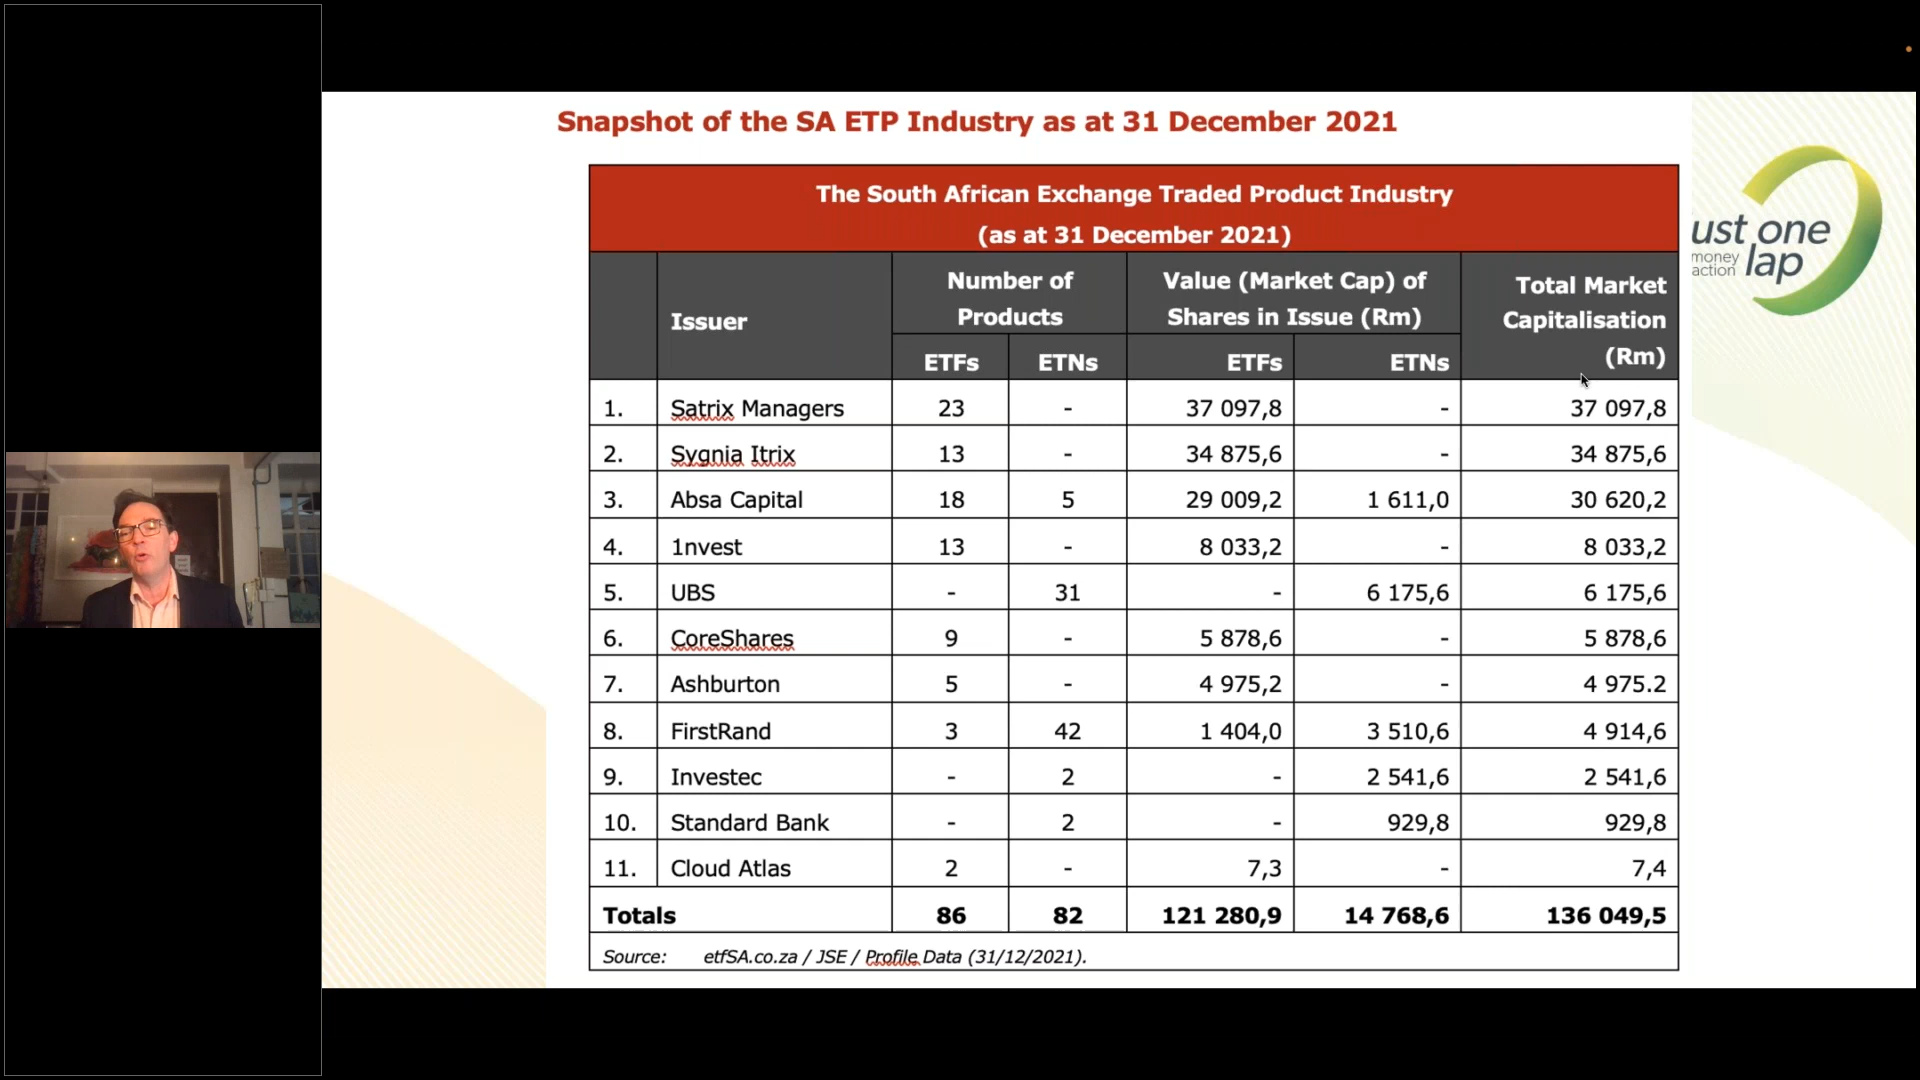 Snapshot of the SA ETP Industry as at 31 December 2021
ust one
lap
money
action
The South African Exchange Traded Product Industry
(as at 31 December 2021)
Issuer
Number of
Products
Value (Market Cap) of
Shares in Issue (Rm)
Total Market
Capitalisation
(Rm)
ETFs ETNs ETFs ETNs
1. Satrix Managers 23 - 37 097,8 - 37 097,8
2. Sygnia Itrix 13 - 34 875,6 - 34 875,6
3. Absa Capital 18 5 29 009,2 1 611,0 30 620,2
4. 1nvest 13 - 8 033,2 - 8 033,2
5. UBS - 31 - 6 175,6 6 175,6
6. CoreShares 9 - 5 878,6 - 5 878,6
7. Ashburton 5 - 4 975,2 - 4 975.2
8. FirstRand 3 42 1 404,0 3 510,6 4 914,6
9. Investec - 2 - 2 541,6 2 541,6
10. Standard Bank - 2 - 929,8 929,8
11. Cloud Atlas 2 - 7,3 - 7,4
Totals 86 82 121 280,9 14 768,6 136 049,5
Source: etfSA.co.za / JSE / Profile Data (31/12/2021).